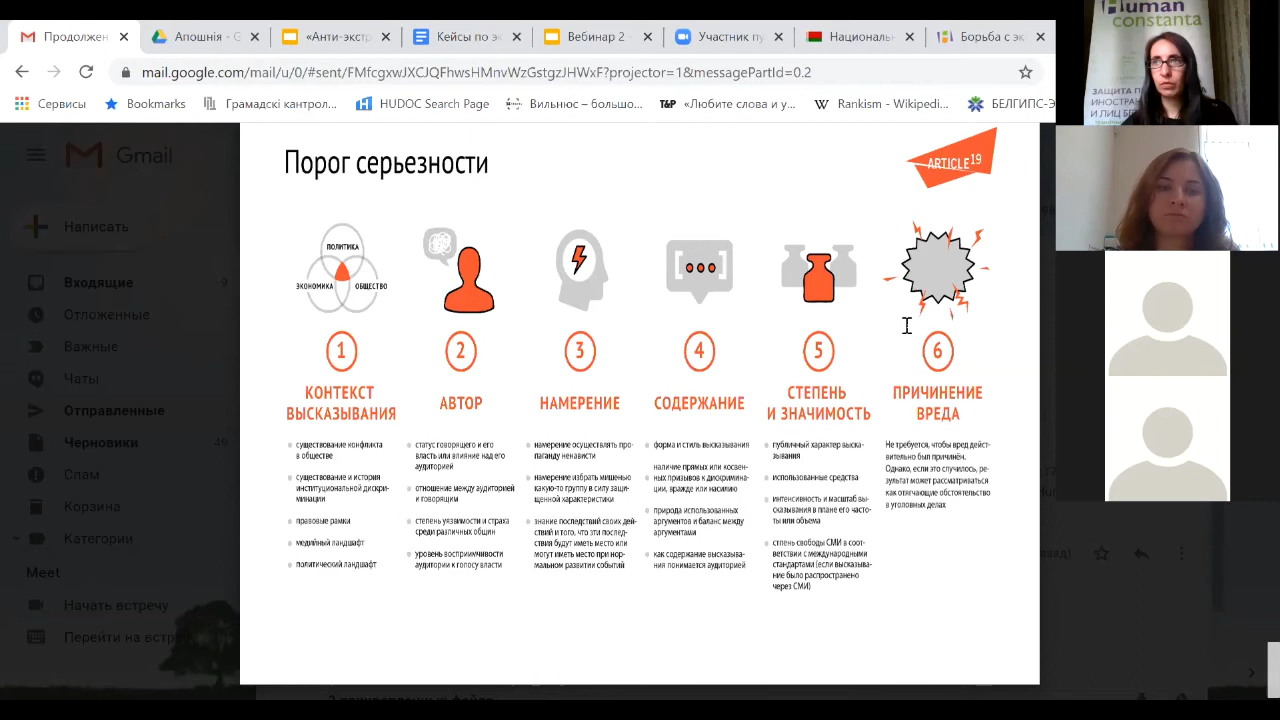 Продолжен
Апошнія - G
«Анти-экстр
Кейсы по эк
Вебинар 2 -
Участник пу
Националь
Борьба с эк
mail.google.com/mail/u/0/#sent/FMfcgxwJXCJQFhvsHMnvWzGstgzJHWxF?projector=1&messagePartId=0.2
Сервисы
Bookmarks
Грамадскі кантрол...
HUDOC Search Page
Вильнюс – большо...
T&P
«Любите слова и у...
W
Rankism - Wikipedi...
БЕЛГИПС-Э
Human
constanta
ИНОСТРАН
Gmail
Написать
Входящие
9
Отложенные
Важные
Чаты
Отправленные
Черновики
Спам
Корзина
Категории
Meet
Начать встречу
Перейти на встр
Порог серьезности
ARTICLE 19
ПОЛИТИКА
ЭКОНОМИКА
ОБЩЕСТВО
1
КОНТЕКСТ
ВЫСКАЗЫВАНИЯ
существование конфликта
в обществе
существование и история
институциональной дискри-
минации
правовые рамки
медийный ландшафт
политический ландшафт
2
АВТОР
статус говорящего и его
власть или влияние над его
аудиторией
отношение между аудиторией
и говорящим
степень уязвимости и страха
среди различных общин
уровень восприимчивости
аудитории к голосу власти
3
НАМЕРЕНИЕ
намерение осуществлять про-
паганду ненависти
намерение избрать мишенью
какую-то группу в силу защи-
щенной характеристики
знание последствий своих дей-
ствий и того, что эти послед-
ствия будут иметь место или
могут иметь место при нор-
мальном развитии событий
4
СОДЕРЖАНИЕ
форма и стиль высказывания
наличие прямых или косвен-
ных призывов к дискримина-
ции, вражде или насилию
природа использованных
аргументов и баланс между
аргументами
как содержание высказыва-
ния понимается аудиторией
5
СТЕПЕНЬ
И ЗНАЧИМОСТЬ
публичный характер выска-
зывания
использованные средства
интенсивность и масштаб вы-
сказывания в плане его часто-
ты или объема
стпень свободы СМИ в соот-
ветствии с международными
стандартами (если высказыва-
ние было распространено
через СМИ)
6
ПРИЧИНЕНИЕ
ВРЕДА
Не требуется, чтобы вред дейст-
вительно был причинён.
Однако, если это случилось, ре-
зультат может рассматриваться
как отягчающие обстоятельство
в уголовных делах